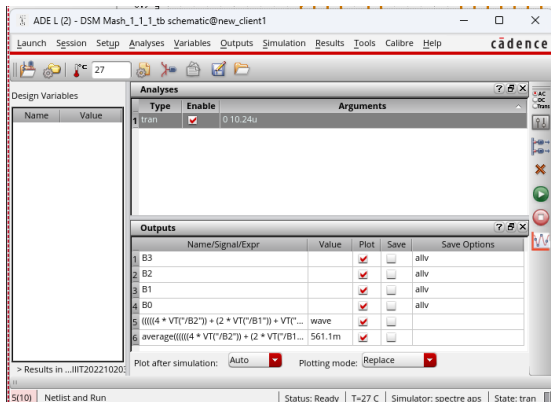 ADE L (2) - DSM Mash_1_1_1_tb schematic@new_client1
Launch Session Setup Analyses Variables Outputs Simulation Results Tools Calibre Help cādence
°C 27
Design Variables
Name Value
Analyses
Type Enable Arguments
1 tran 0 10.24u
AC
DC
Trans
Outputs
Name/Signal/Expr Value Plot Save Save Options
1 B3 allv
2 B2 allv
3 B1 allv
4 B0 allv
5 (((((4 * VT("/B2")) + (2 * VT("/B1")) + VT("... wave
6 average((((((4 * VT("/B2")) + (2 * VT("/B1... 561.1m
Plot after simulation: Auto Plotting mode: Replace
> Results in ...IIIT20221020
5(10) Netlist and Run Status: Ready T=27 C Simulator: spectre aps State: tran